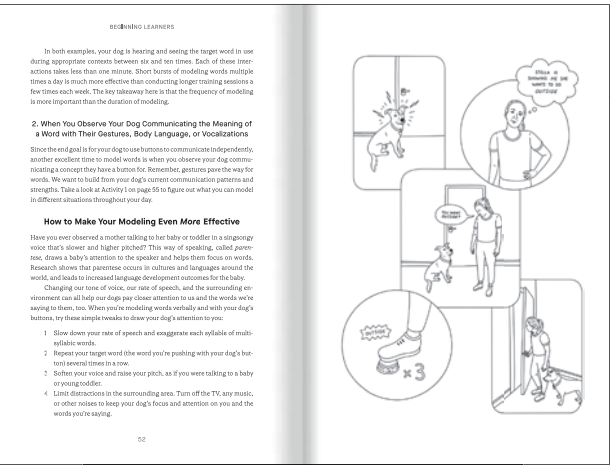 BEGINNING LEARNERS
In both examples, your dog is hearing and seeing the target word in use
during appropriate contexts between six and ten times. Each of these inter-
actions takes less than one minute. Short bursts of modeling words multiple
times a day is much more effective than conducting longer training sessions a
few times each week. The key takeaway here is that the frequency of modeling
is more important than the duration of modeling.
2. When You Observe Your Dog Communicating the Meaning of
a Word with Their Gestures, Body Language, or Vocalizations
Since the end goal is for your dog to use buttons to communicate independently,
another excellent time to model words is when you observe your dog commu-
nicating a concept they have a button for. Remember, gestures pave the way for
words. We want to build from your dog's current communication patterns and
strengths. Take a look at Activity 1 on page 55 to figure out what you can model
in different situations throughout your day.
How to Make Your Modeling Even More Effective
Have you ever observed a mother talking to her baby or toddler in a singsongy
voice that's slower and higher pitched? This way of speaking, called paren-
tese, draws a baby's attention to the speaker and helps them focus on words.
Research shows that parentese occurs in cultures and languages around the
world, and leads to increased language development outcomes for the baby.
Changing our tone of voice, our rate of speech, and the surrounding en-
vironment can all help our dogs pay closer attention to us and the words we're
saying to them, too. When you're modeling words verbally and with your dog's
buttons, try these simple tweaks to draw your dog's attention to you:
1 Slow down your rate of speech and exaggerate each syllable of multi-
syllabic words.
2 Repeat your target word (the word you're pushing with your dog's but-
ton) several times in a row.
3 Soften your voice and raise your pitch, as if you were talking to a baby
or young toddler.
4 Limit distractions in the surrounding area. Turn off the TV, any music,
or other noises to keep your dog's focus and attention on you and the
words you're saying.
52
STELLA IS
SHOWING ME SHE
WANTS TO GO
OUTSIDE
YOU WANT
OUTSIDE?
OUTSIDE
×3